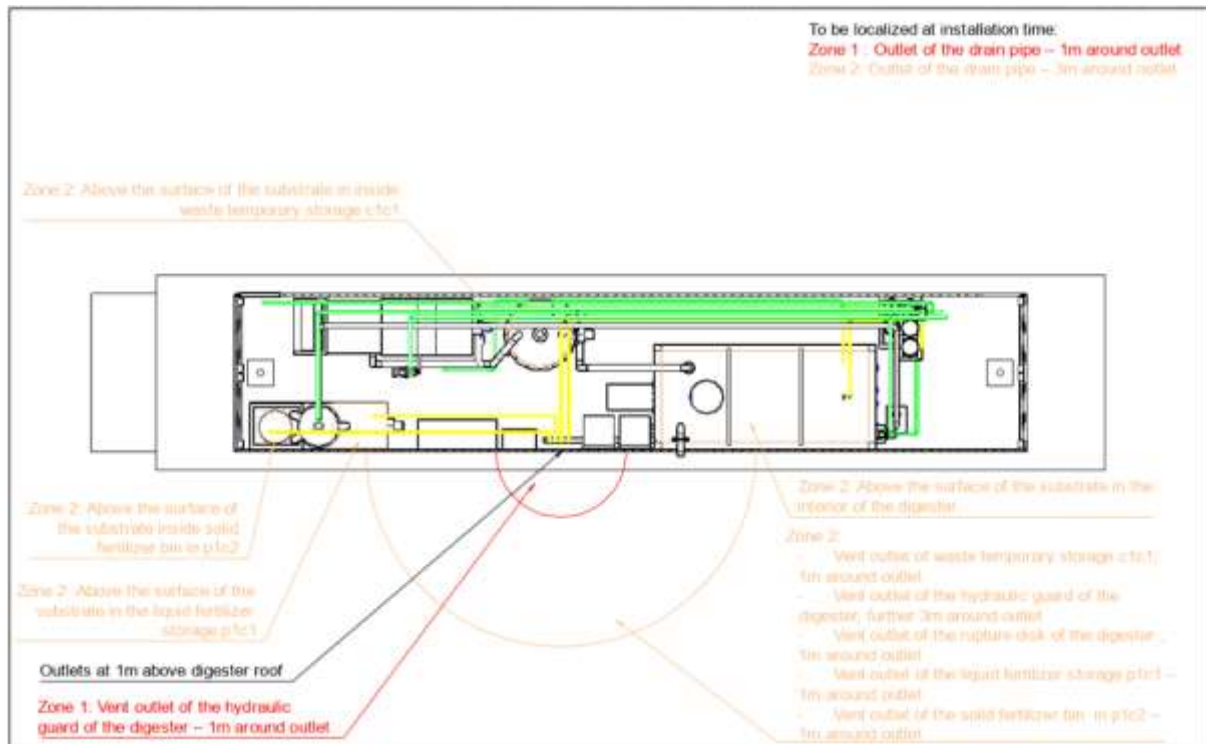 To be localized at installation time:
Zone 1 : Outlet of the drain pipe – 1m around outlet
Zone 2: Outlet of the drain pipe – 3m around outlet
Zone 2: Above the surface of the substrate in inside
waste temporary storage c1c1
Zone 2: Above the surface of
the substrate inside solid
fertilizer bin in p1c2
Zone 2: Above the surface of the
substrate in the liquid fertilizer
storage p1c1
Outlets at 1m above digester roof
Zone 1: Vent outlet of the hydraulic
guard of the digester – 1m around outlet
Zone 2: Above the surface of the substrate in the
interior of the digester
Zone 2:
- Vent outlet of waste temporary storage c1c1,
1m around outlet
- Vent outlet of the hydraulic guard of the
digester, further 3m around outlet
- Vent outlet of the rupture disk of the digester ,
1m around outlet
- Vent outlet of the liquid fertilizer storage p1c1 –
1m around outlet
- Vent outlet of the solid fertilizer bin in p1c2 –
1m around outlet